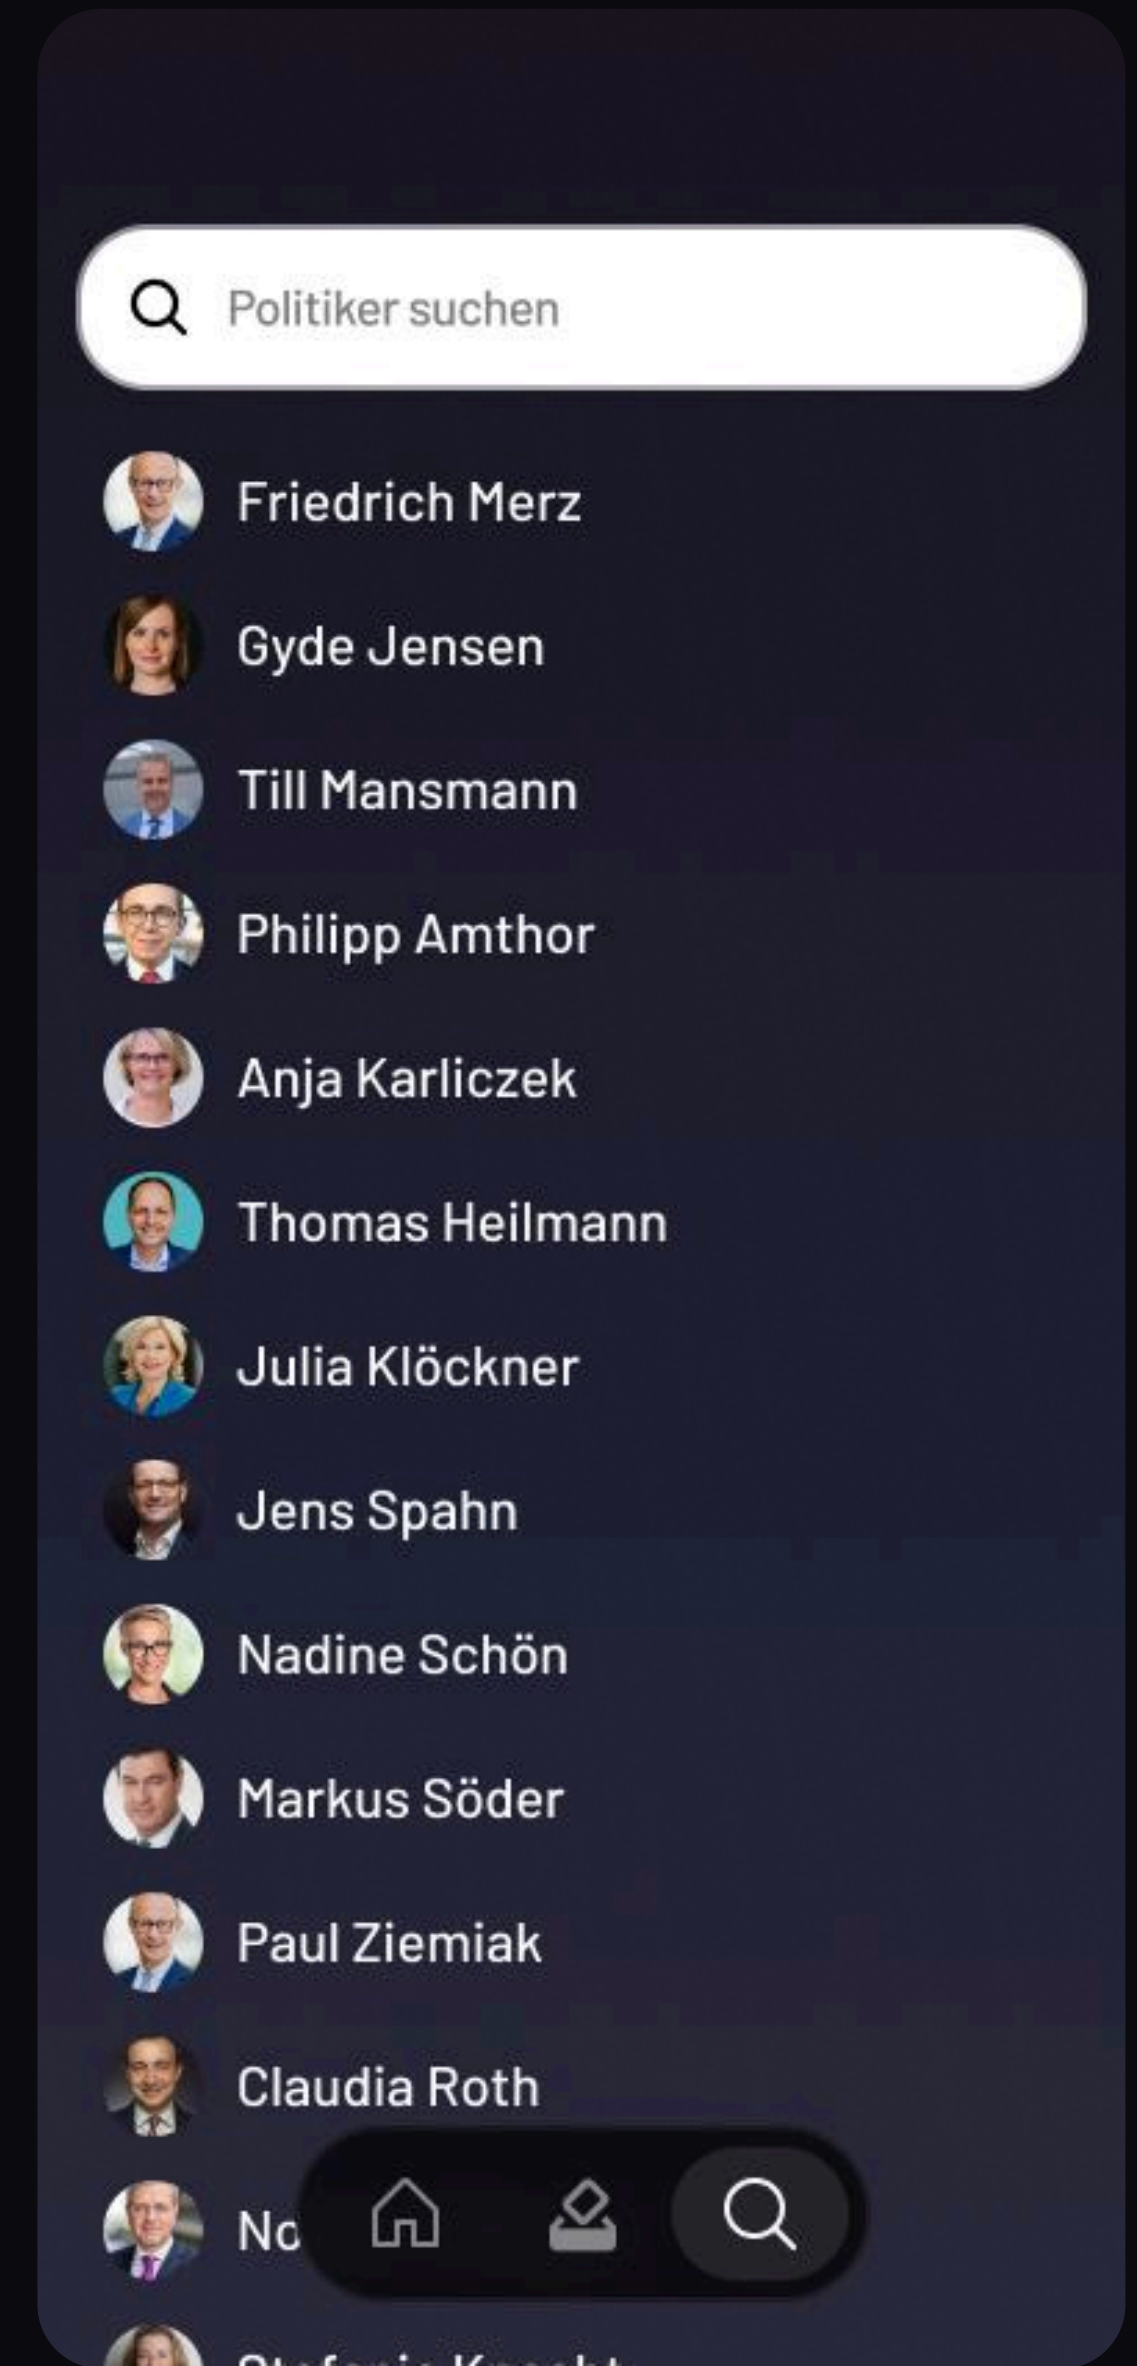 Politiker suchen
Friedrich Merz
Gyde Jensen
Till Mansmann
Philipp Amthor
Anja Karliczek
Thomas Heilmann
Julia Klöckner
Jens Spahn
Nadine Schön
Markus Söder
Paul Ziemiak
Claudia Roth